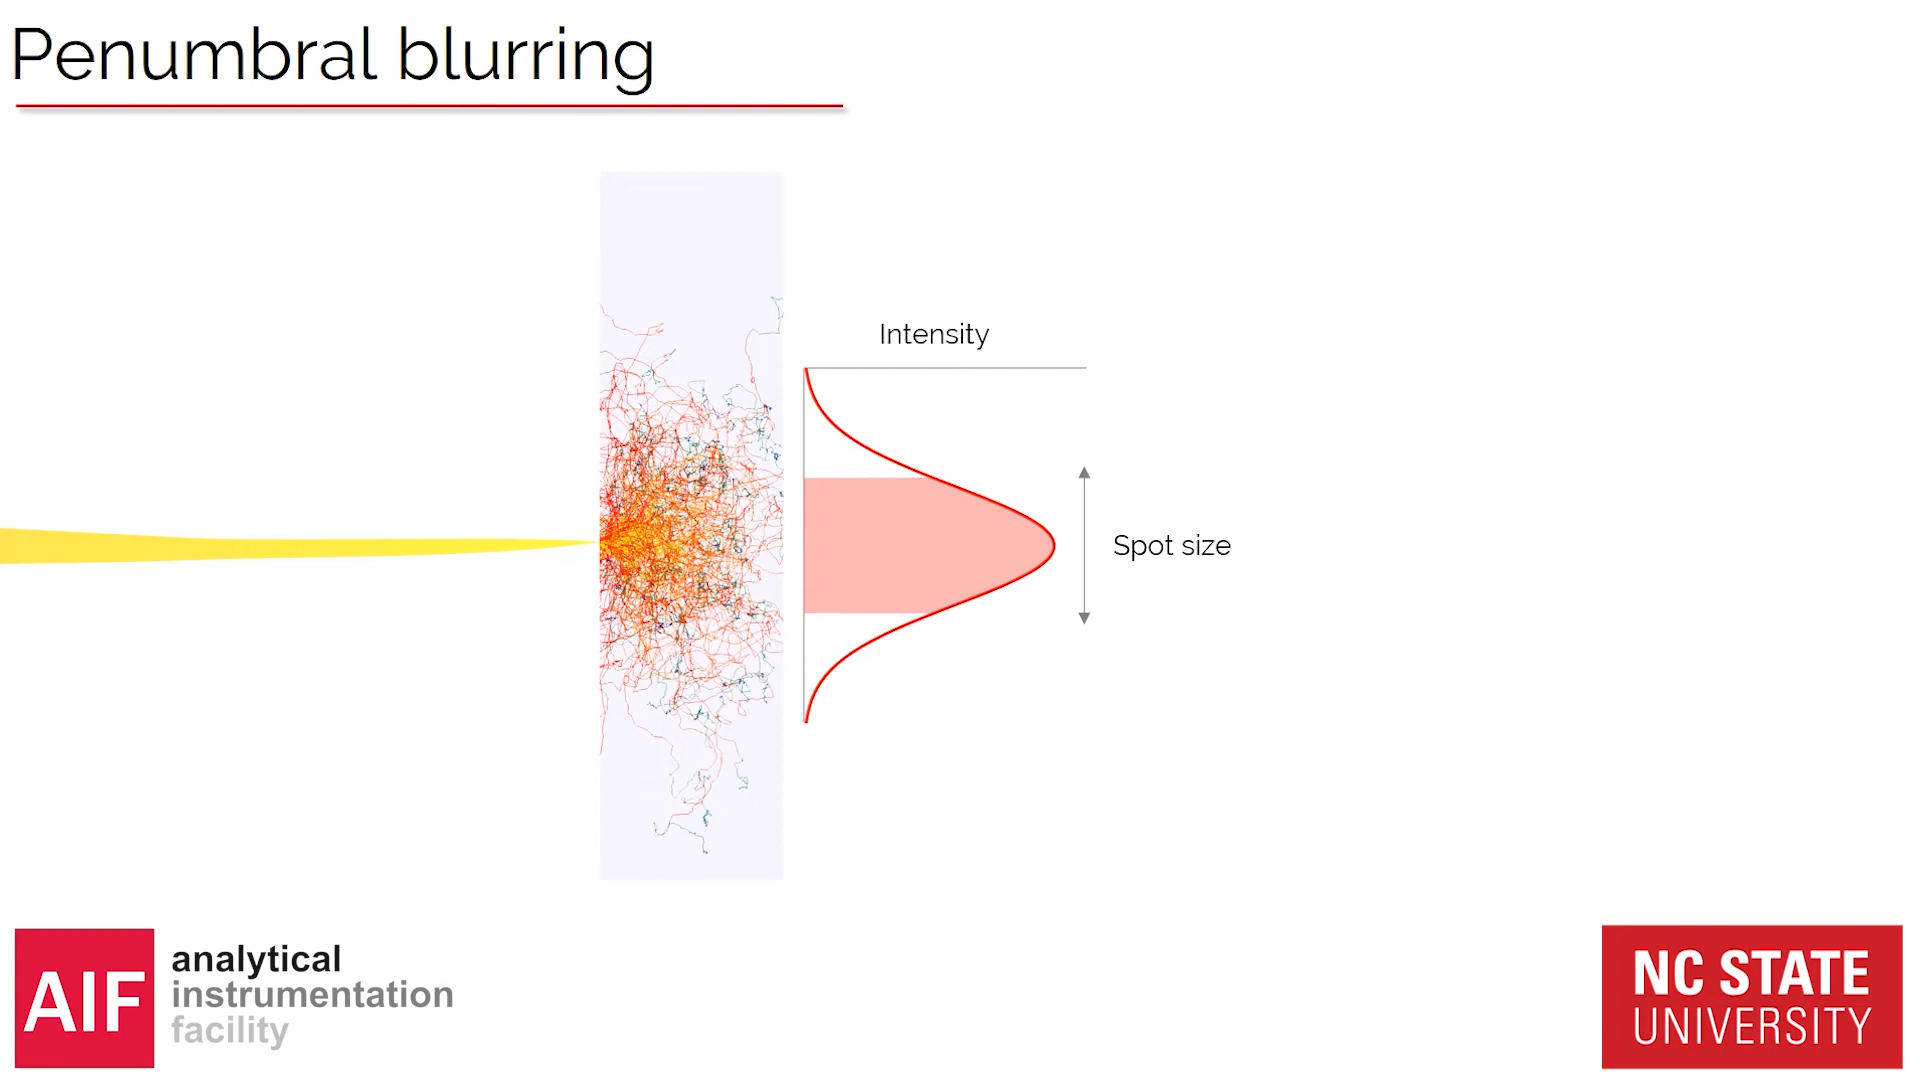 Penumbral blurring
Intensity
Spot size
AIF
analytical
instrumentation
facility
NC STATE
UNIVERSITY